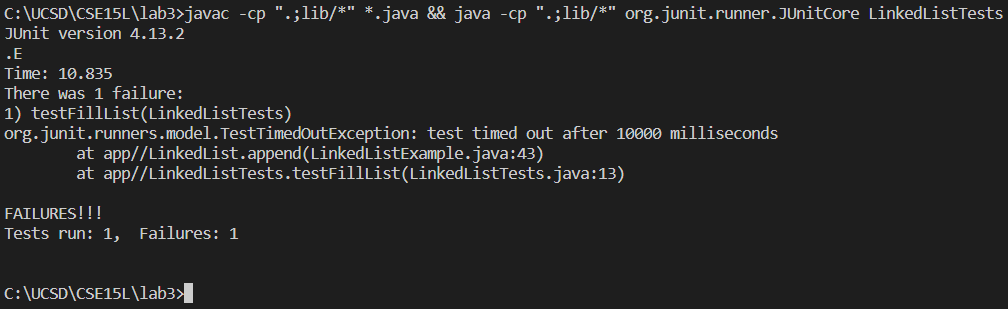 C:\UCSD\CSE15L\lab3>javac -cp ".;lib/*" *.java && java -cp ".;lib/*" org.junit.runner.JUnitCore LinkedListTests
JUnit version 4.13.2
.E
Time: 10.835
There was 1 failure:
1) testFillList(LinkedListTests)
org.junit.runners.model.TestTimedOutException: test timed out after 10000 milliseconds
        at app//LinkedList.append(LinkedListExample.java:43)
        at app//LinkedListTests.testFillList(LinkedListTests.java:13)

FAILURES!!!
Tests run: 1,  Failures: 1

C:\UCSD\CSE15L\lab3>